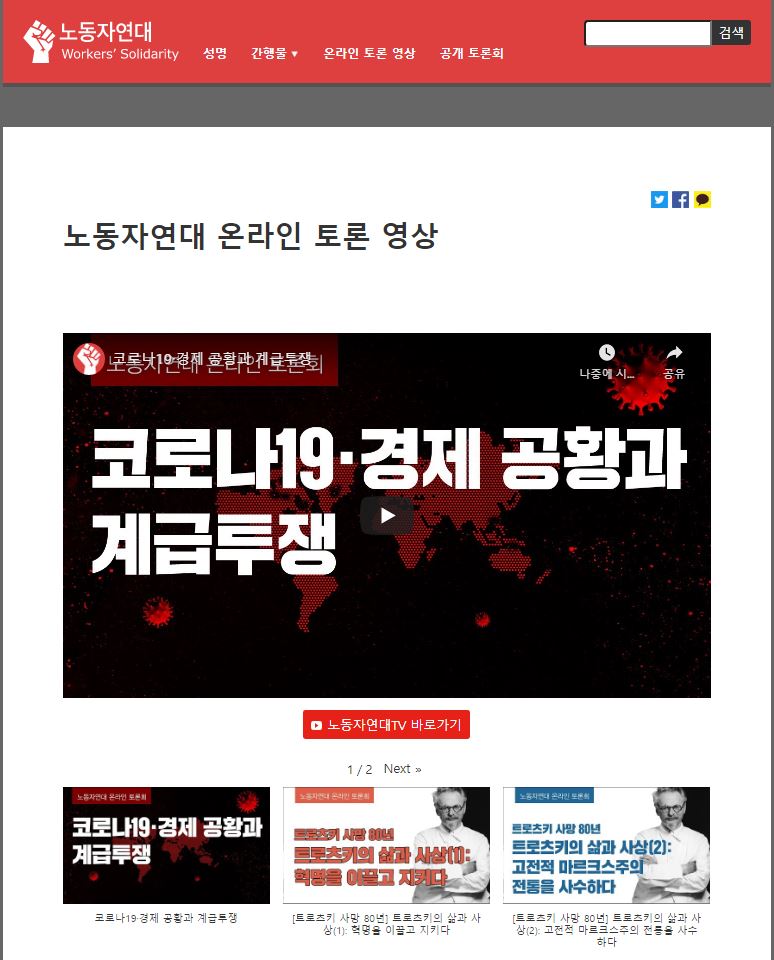 노동자연대
Workers' Solidarity
성명 간행물 ▼ 온라인 토론 영상 공개 토론회
검색
노동자연대 온라인 토론 영상
코로나19·경제 공황과 계급투쟁
노동자연대 온라인 토론회
나중에 시... 공유
코로나19·경제 공황과
계급투쟁
노동자연대TV 바로가기
1 / 2 Next »
노동자연대 온라인 토론회
코로나19·경제 공황과
계급투쟁
코로나19·경제 공황과 계급투쟁
노동자연대 온라인 토론회
트로츠키 사망 80년
트로츠키의 삶과 사상(1):
혁명을 이끌고 지키다
[트로츠키 사망 80년] 트로츠키의 삶과 사
상(1): 혁명을 이끌고 지키다
노동자연대 온라인 토론회
트로츠키 사망 80년
트로츠키의 삶과 사상(2):
고전적 마르크스주의
전통을 사수하다
[트로츠키 사망 80년] 트로츠키의 삶과 사
상(2): 고전적 마르크스주의 전통을 사수
하다